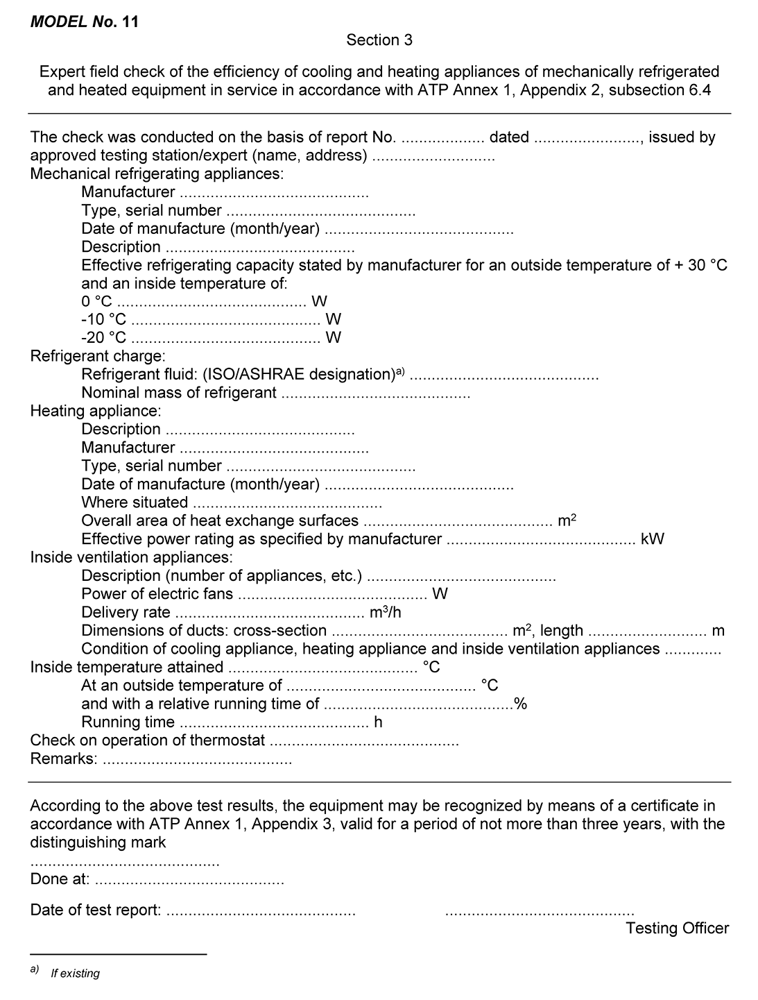 MODEL No. 11
Section 3
Expert field check of the efficiency of cooling and heating appliances of mechanically refrigerated
and heated equipment in service in accordance with ATP Annex 1, Appendix 2, subsection 6.4
The check was conducted on the basis of report No. ................... dated ........................, issued by
approved testing station/expert (name, address) ............................
Mechanical refrigerating appliances:
Manufacturer ...........................................
Type, serial number ...........................................
Date of manufacture (month/year) ...........................................
Description ...........................................
Effective refrigerating capacity stated by manufacturer for an outside temperature of + 30 °C
and an inside temperature of:
0 °C ........................................... W
-10 °C ........................................... W
-20 °C ........................................... W
Refrigerant charge:
Refrigerant fluid: (ISO/ASHRAE designation)a) ...........................................
Nominal mass of refrigerant ...........................................
Heating appliance:
Description ...........................................
Manufacturer ...........................................
Type, serial number ...........................................
Date of manufacture (month/year) ...........................................
Where situated ...........................................
Overall area of heat exchange surfaces ........................................... m²
Effective power rating as specified by manufacturer ........................................... kW
Inside ventilation appliances:
Description (number of appliances, etc.) ...........................................
Power of electric fans ........................................... W
Delivery rate ........................................... m³/h
Dimensions of ducts: cross-section ........................................ m², length ........................... m
Condition of cooling appliance, heating appliance and inside ventilation appliances .............
Inside temperature attained ........................................... °C
At an outside temperature of ........................................... °C
and with a relative running time of ...........................................%
Running time ........................................... h
Check on operation of thermostat ...........................................
Remarks: ...........................................
According to the above test results, the equipment may be recognized by means of a certificate in
accordance with ATP Annex 1, Appendix 3, valid for a period of not more than three years, with the
distinguishing mark
...........................................
Done at: ...........................................
Date of test report: ........................................... ...........................................
Testing Officer
a) If existing